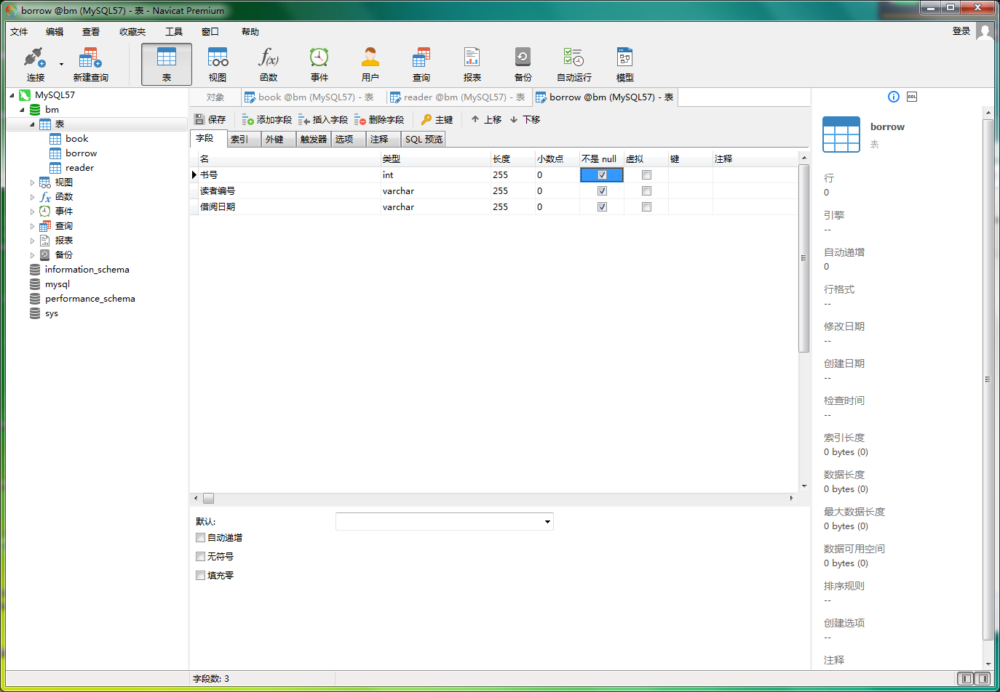 borrow @bm (MySQL57) - 表 - Navicat Premium
文件 编辑 查看 收藏夹 工具 窗口 帮助 登录
连接 新建查询 表 视图 函数 事件 用户 查询 报表 备份 自动运行 模型
对象 book @bm (MySQL57) - 表 reader @bm (MySQL57) - 表 borrow @bm (MySQL57) - 表
保存 添加字段 插入字段 删除字段 主键 上移 下移
字段 索引 外键 触发器 选项 注释 SQL 预览
MySQL57
bm
表
book
borrow
reader
视图
函数
事件
查询
报表
备份
information_schema
mysql
performance_schema
sys
名 类型 长度 小数点 不是 null 虚拟 键 注释
书号 int 255 0
读者编号 varchar 255 0
借阅日期 varchar 255 0
默认:
自动递增
无符号
填充零
DDL
borrow
表
行
0
引擎
--
自动递增
0
行格式
--
修改日期
--
创建日期
--
检查时间
--
索引长度
0 bytes (0)
数据长度
0 bytes (0)
最大数据长度
0 bytes (0)
数据可用空间
0 bytes (0)
排序规则
--
创建选项
--
注释
字段数: 3